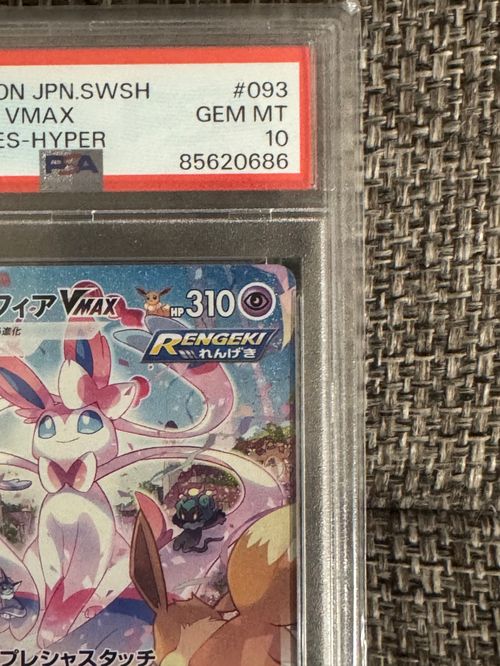 ON JPN.SWSH #093
VMAX GEM MT
ES-HYPER 10
85620686
フィアVMAX HP310
進化
RENGEKI
れんげき
プレシャスタッチ